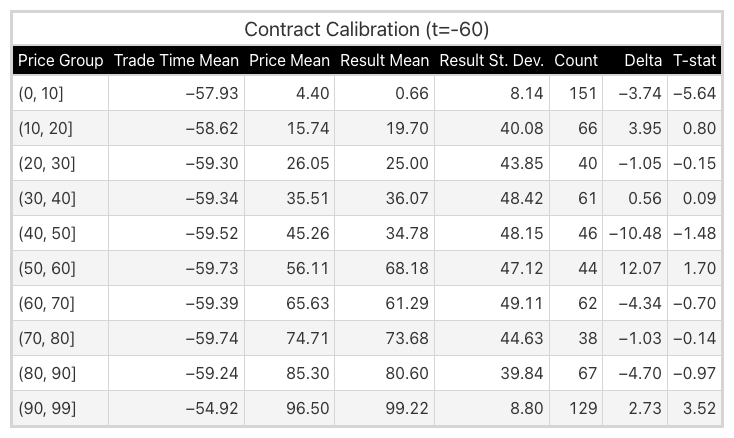 Contract Calibration (t=-60)
Price Group Trade Time Mean Price Mean Result Mean Result St. Dev. Count Delta T-stat
(0, 10] −57.93 4.40 0.66 8.14 151 −3.74 −5.64
(10, 20] −58.62 15.74 19.70 40.08 66 3.95 0.80
(20, 30] −59.30 26.05 25.00 43.85 40 −1.05 −0.15
(30, 40] −59.34 35.51 36.07 48.42 61 0.56 0.09
(40, 50] −59.52 45.26 34.78 48.15 46 −10.48 −1.48
(50, 60] −59.73 56.11 68.18 47.12 44 12.07 1.70
(60, 70] −59.39 65.63 61.29 49.11 62 −4.34 −0.70
(70, 80] −59.74 74.71 73.68 44.63 38 −1.03 −0.14
(80, 90] −59.24 85.30 80.60 39.84 67 −4.70 −0.97
(90, 99] −54.92 96.50 99.22 8.80 129 2.73 3.52